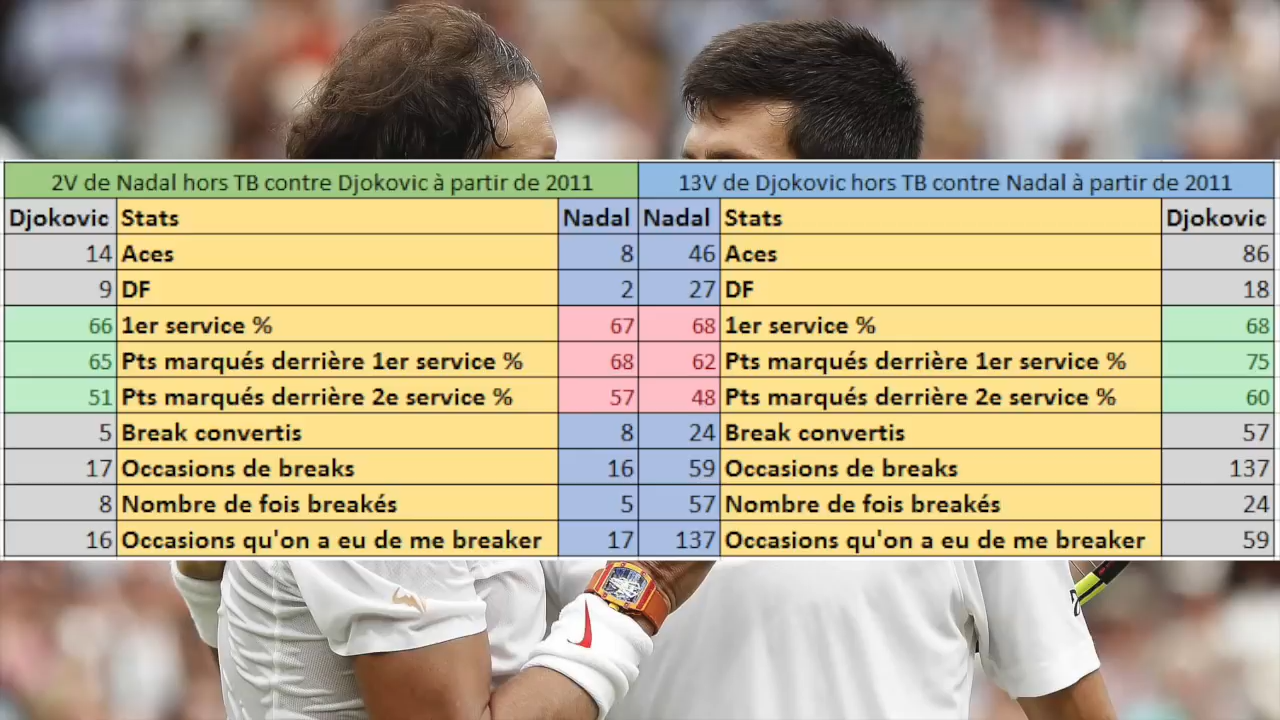 2V de Nadal hors TB contre Djokovic à partir de 2011 13V de Djokovic hors TB contre Nadal à partir de 2011
Djokovic Stats Nadal Nadal Stats Djokovic
14 Aces 8 46 Aces 86
9 DF 2 27 DF 18
66 1er service % 67 68 1er service % 68
65 Pts marqués derrière 1er service % 68 62 Pts marqués derrière 1er service % 75
51 Pts marqués derrière 2e service % 57 48 Pts marqués derrière 2e service % 60
5 Break convertis 8 24 Break convertis 57
17 Occasions de breaks 16 59 Occasions de breaks 137
8 Nombre de fois breakés 5 57 Nombre de fois breakés 24
16 Occasions qu'on a eu de me breaker 17 137 Occasions qu'on a eu de me breaker 59